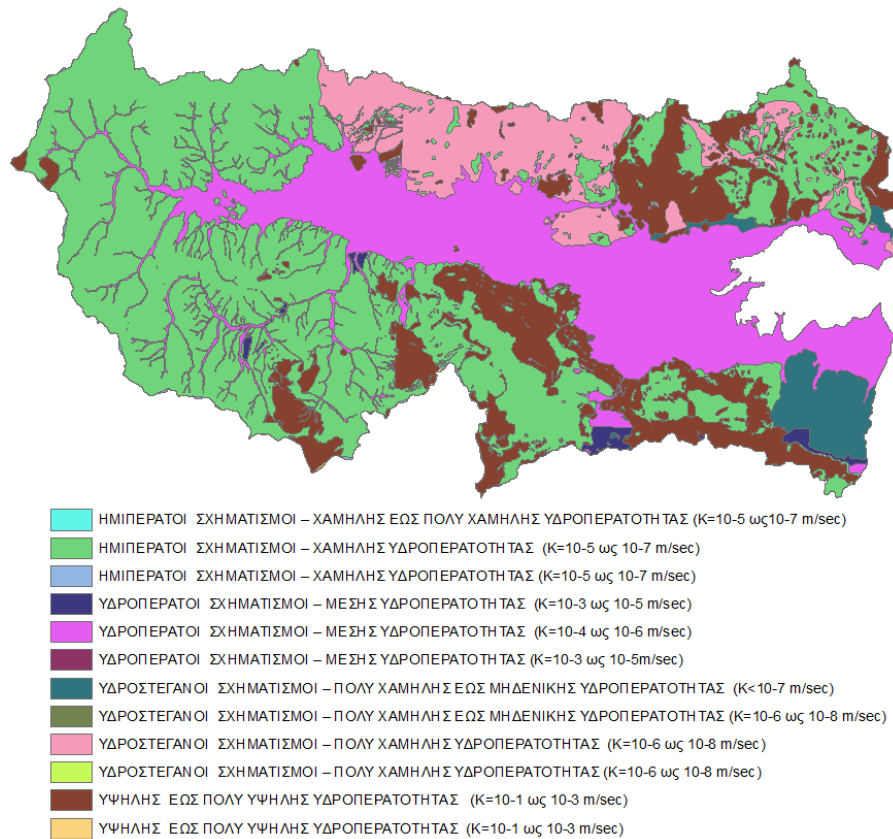 ΗΜΙΠΕΡΑΤΟΙ ΣΧΗΜΑΤΙΣΜΟΙ – ΧΑΜΗΛΗΣ ΕΩΣ ΠΟΛΥ ΧΑΜΗΛΗΣ ΥΔΡΟΠΕΡΑΤΟΤΗΤΑΣ (K=10-5 ως10-7 m/sec)
ΗΜΙΠΕΡΑΤΟΙ ΣΧΗΜΑΤΙΣΜΟΙ – ΧΑΜΗΛΗΣ ΥΔΡΟΠΕΡΑΤΟΤΗΤΑΣ (K=10-5 ως 10-7 m/sec)
ΗΜΙΠΕΡΑΤΟΙ ΣΧΗΜΑΤΙΣΜΟΙ – ΧΑΜΗΛΗΣ ΥΔΡΟΠΕΡΑΤΟΤΗΤΑΣ (K=10-5 ως 10-7 m/sec)
ΥΔΡΟΠΕΡΑΤΟΙ ΣΧΗΜΑΤΙΣΜΟΙ – ΜΕΣΗΣ ΥΔΡΟΠΕΡΑΤΟΤΗΤΑΣ (K=10-3 ως 10-5 m/sec)
ΥΔΡΟΠΕΡΑΤΟΙ ΣΧΗΜΑΤΙΣΜΟΙ – ΜΕΣΗΣ ΥΔΡΟΠΕΡΑΤΟΤΗΤΑΣ (K=10-4 ως 10-6 m/sec)
ΥΔΡΟΠΕΡΑΤΟΙ ΣΧΗΜΑΤΙΣΜΟΙ – ΜΕΣΗΣ ΥΔΡΟΠΕΡΑΤΟΤΗΤΑΣ (K=10-3 ως 10-5m/sec)
ΥΔΡΟΣΤΕΓΑΝΟΙ ΣΧΗΜΑΤΙΣΜΟΙ – ΠΟΛΥ ΧΑΜΗΛΗΣ ΕΩΣ ΜΗΔΕΝΙΚΗΣ ΥΔΡΟΠΕΡΑΤΟΤΗΤΑΣ (K<10-7 m/sec)
ΥΔΡΟΣΤΕΓΑΝΟΙ ΣΧΗΜΑΤΙΣΜΟΙ – ΠΟΛΥ ΧΑΜΗΛΗΣ ΕΩΣ ΜΗΔΕΝΙΚΗΣ ΥΔΡΟΠΕΡΑΤΟΤΗΤΑΣ (K=10-6 ως 10-8 m/sec)
ΥΔΡΟΣΤΕΓΑΝΟΙ ΣΧΗΜΑΤΙΣΜΟΙ – ΠΟΛΥ ΧΑΜΗΛΗΣ ΥΔΡΟΠΕΡΑΤΟΤΗΤΑΣ (K=10-6 ως 10-8 m/sec)
ΥΔΡΟΣΤΕΓΑΝΟΙ ΣΧΗΜΑΤΙΣΜΟΙ – ΠΟΛΥ ΧΑΜΗΛΗΣ ΥΔΡΟΠΕΡΑΤΟΤΗΤΑΣ (K=10-6 ως 10-8 m/sec)
ΥΨΗΛΗΣ ΕΩΣ ΠΟΛΥ ΥΨΗΛΗΣ ΥΔΡΟΠΕΡΑΤΟΤΗΤΑΣ (K=10-1 ως 10-3 m/sec)
ΥΨΗΛΗΣ ΕΩΣ ΠΟΛΥ ΥΨΗΛΗΣ ΥΔΡΟΠΕΡΑΤΟΤΗΤΑΣ (K=10-1 ως 10-3 m/sec)